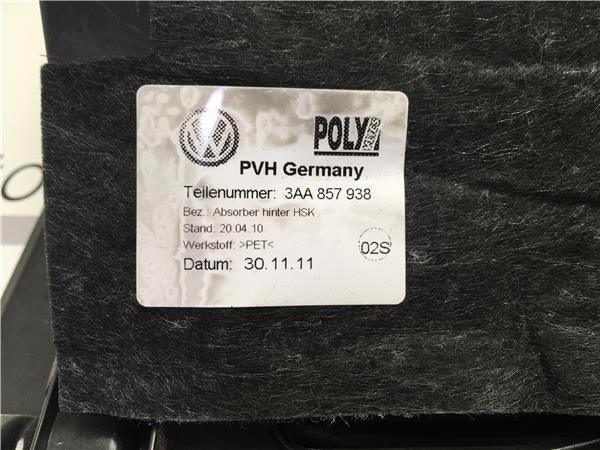 POLY
PVH Germany
Teilenummer: 3AA 857 938
Bez.: Absorber hinter HSK
Stand: 20.04.10
Werkstoff: >PET<
02S
Datum: 30.11.11